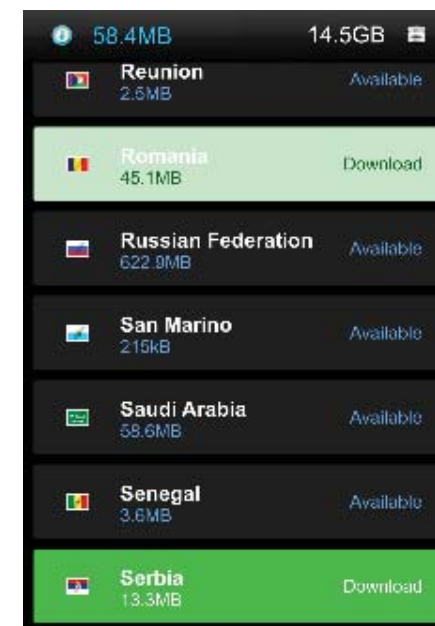 58.4MB 14.5GB
Reunion Available
2.5MB
Romania Download
45.1MB
Russian Federation Available
622.9MB
San Marino Available
215kB
Saudi Arabia Available
58.6MB
Senegal Available
3.6MB
Serbia Download
13.3MB